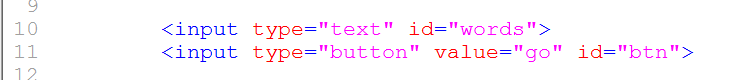 9
10 <input type="text" id="words">
11 <input type="button" value="go" id="btn">
12